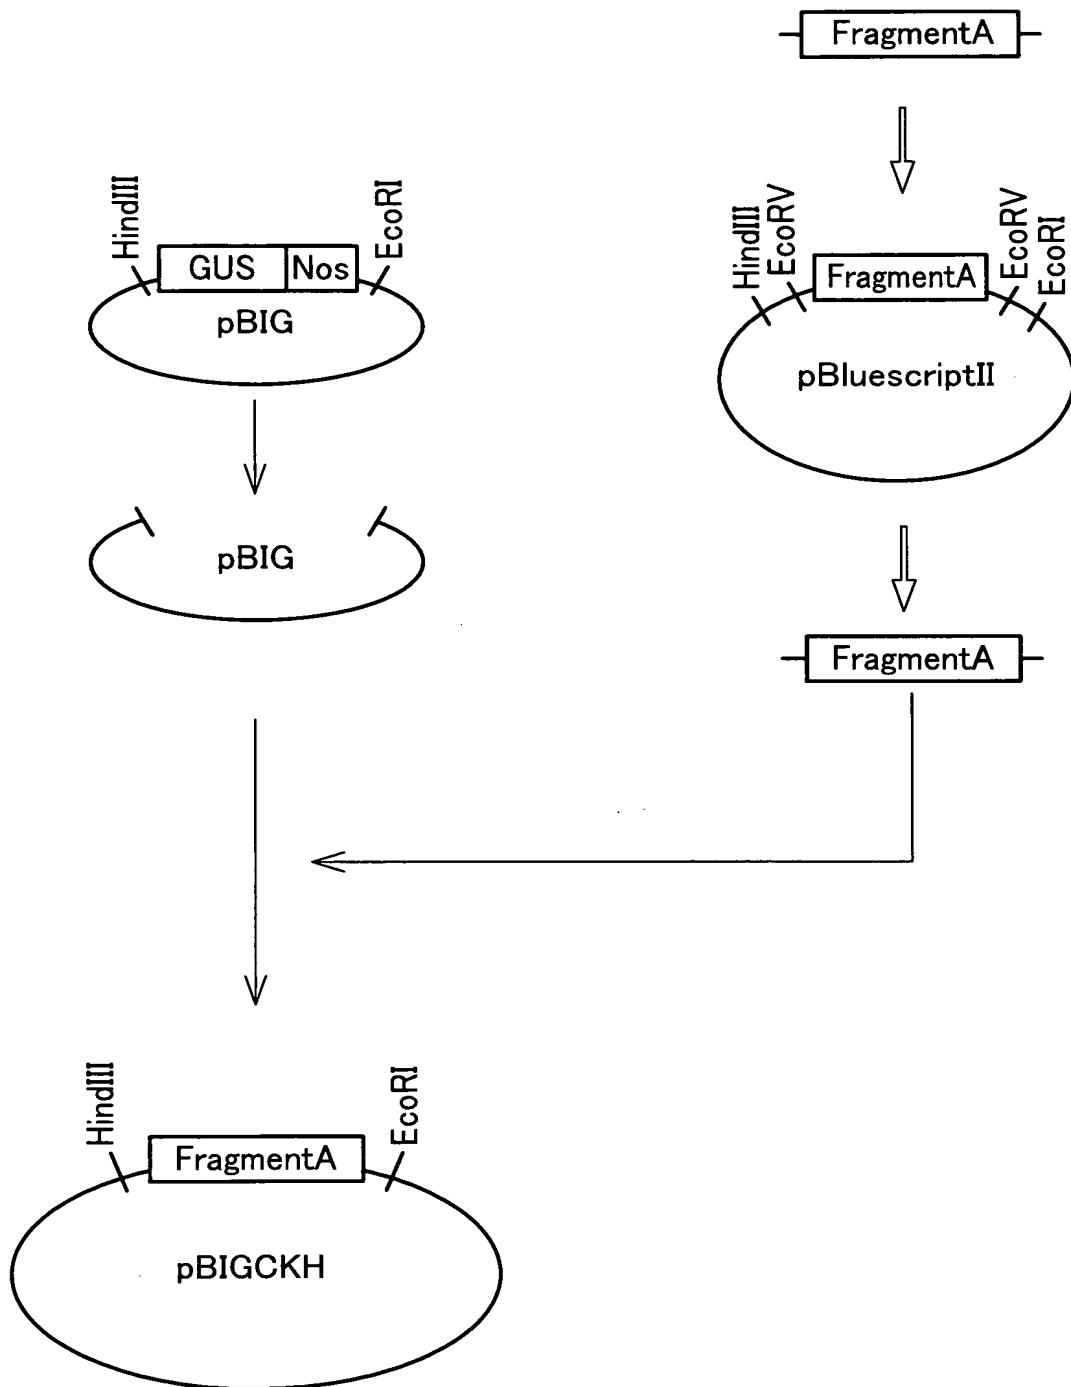 FragmentA
HindIII
GUS
Nos
EcoRI
pBIG
HindIII
EcoRV
FragmentA
EcoRV
EcoRI
pBluescriptII
pBIG
FragmentA
HindIII
FragmentA
EcoRI
pBIGCKH